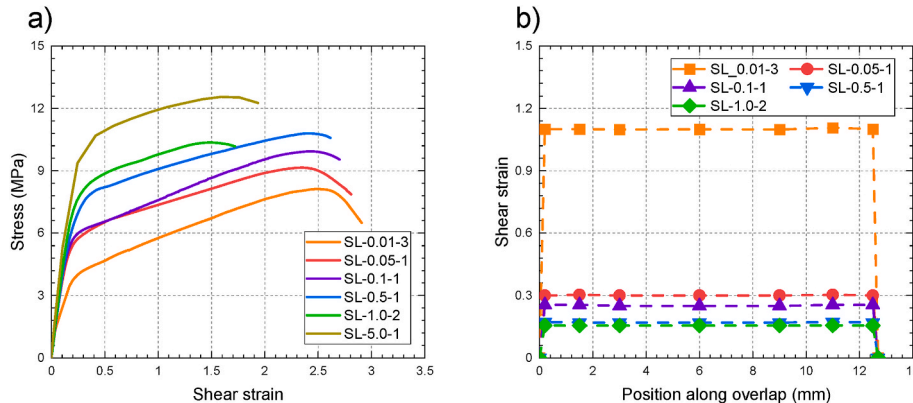 a)
15
12
9
6
3
0
Stress (MPa)
0 0.5 1 1.5 2 2.5 3 3.5
Shear strain
SL-0.01-3
SL-0.05-1
SL-0.1-1
SL-0.5-1
SL-1.0-2
SL-5.0-1
b)
1.5
1.2
0.9
0.6
0.3
0
Shear strain
0 2 4 6 8 10 12
Position along overlap (mm)
SL_0.01-3 SL-0.05-1
SL-0.1-1 SL-0.5-1
SL-1.0-2